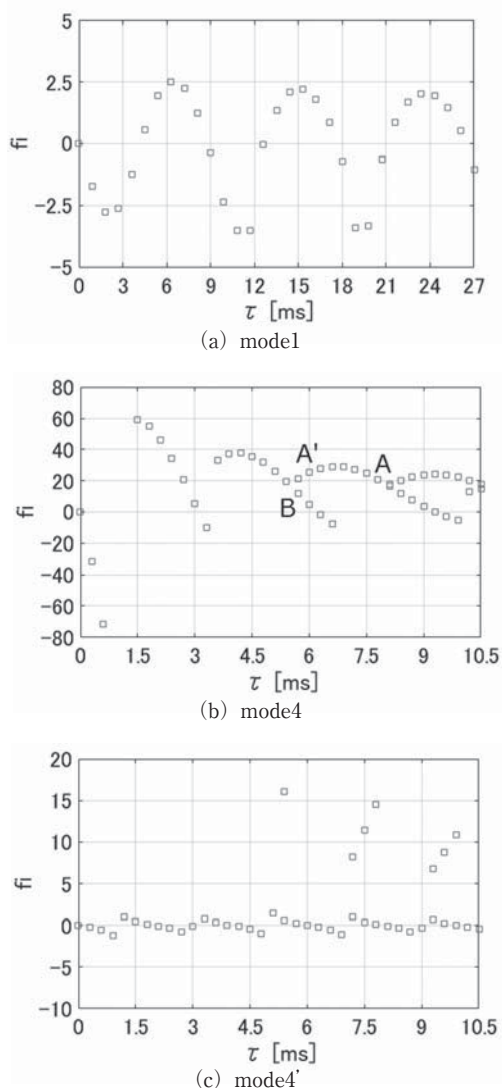 5
2.5
0
-2.5
-5
fi
0 3 6 9 12 15 18 21 24 27
τ [ms]
(a) mode1
80
60
40
20
0
-20
-40
-60
-80
fi
A'
A
B
0 1.5 3 4.5 6 7.5 9 10.5
τ [ms]
(b) mode4
20
15
10
5
0
-5
-10
fi
0 1.5 3 4.5 6 7.5 9 10.5
τ [ms]
(c) mode4’